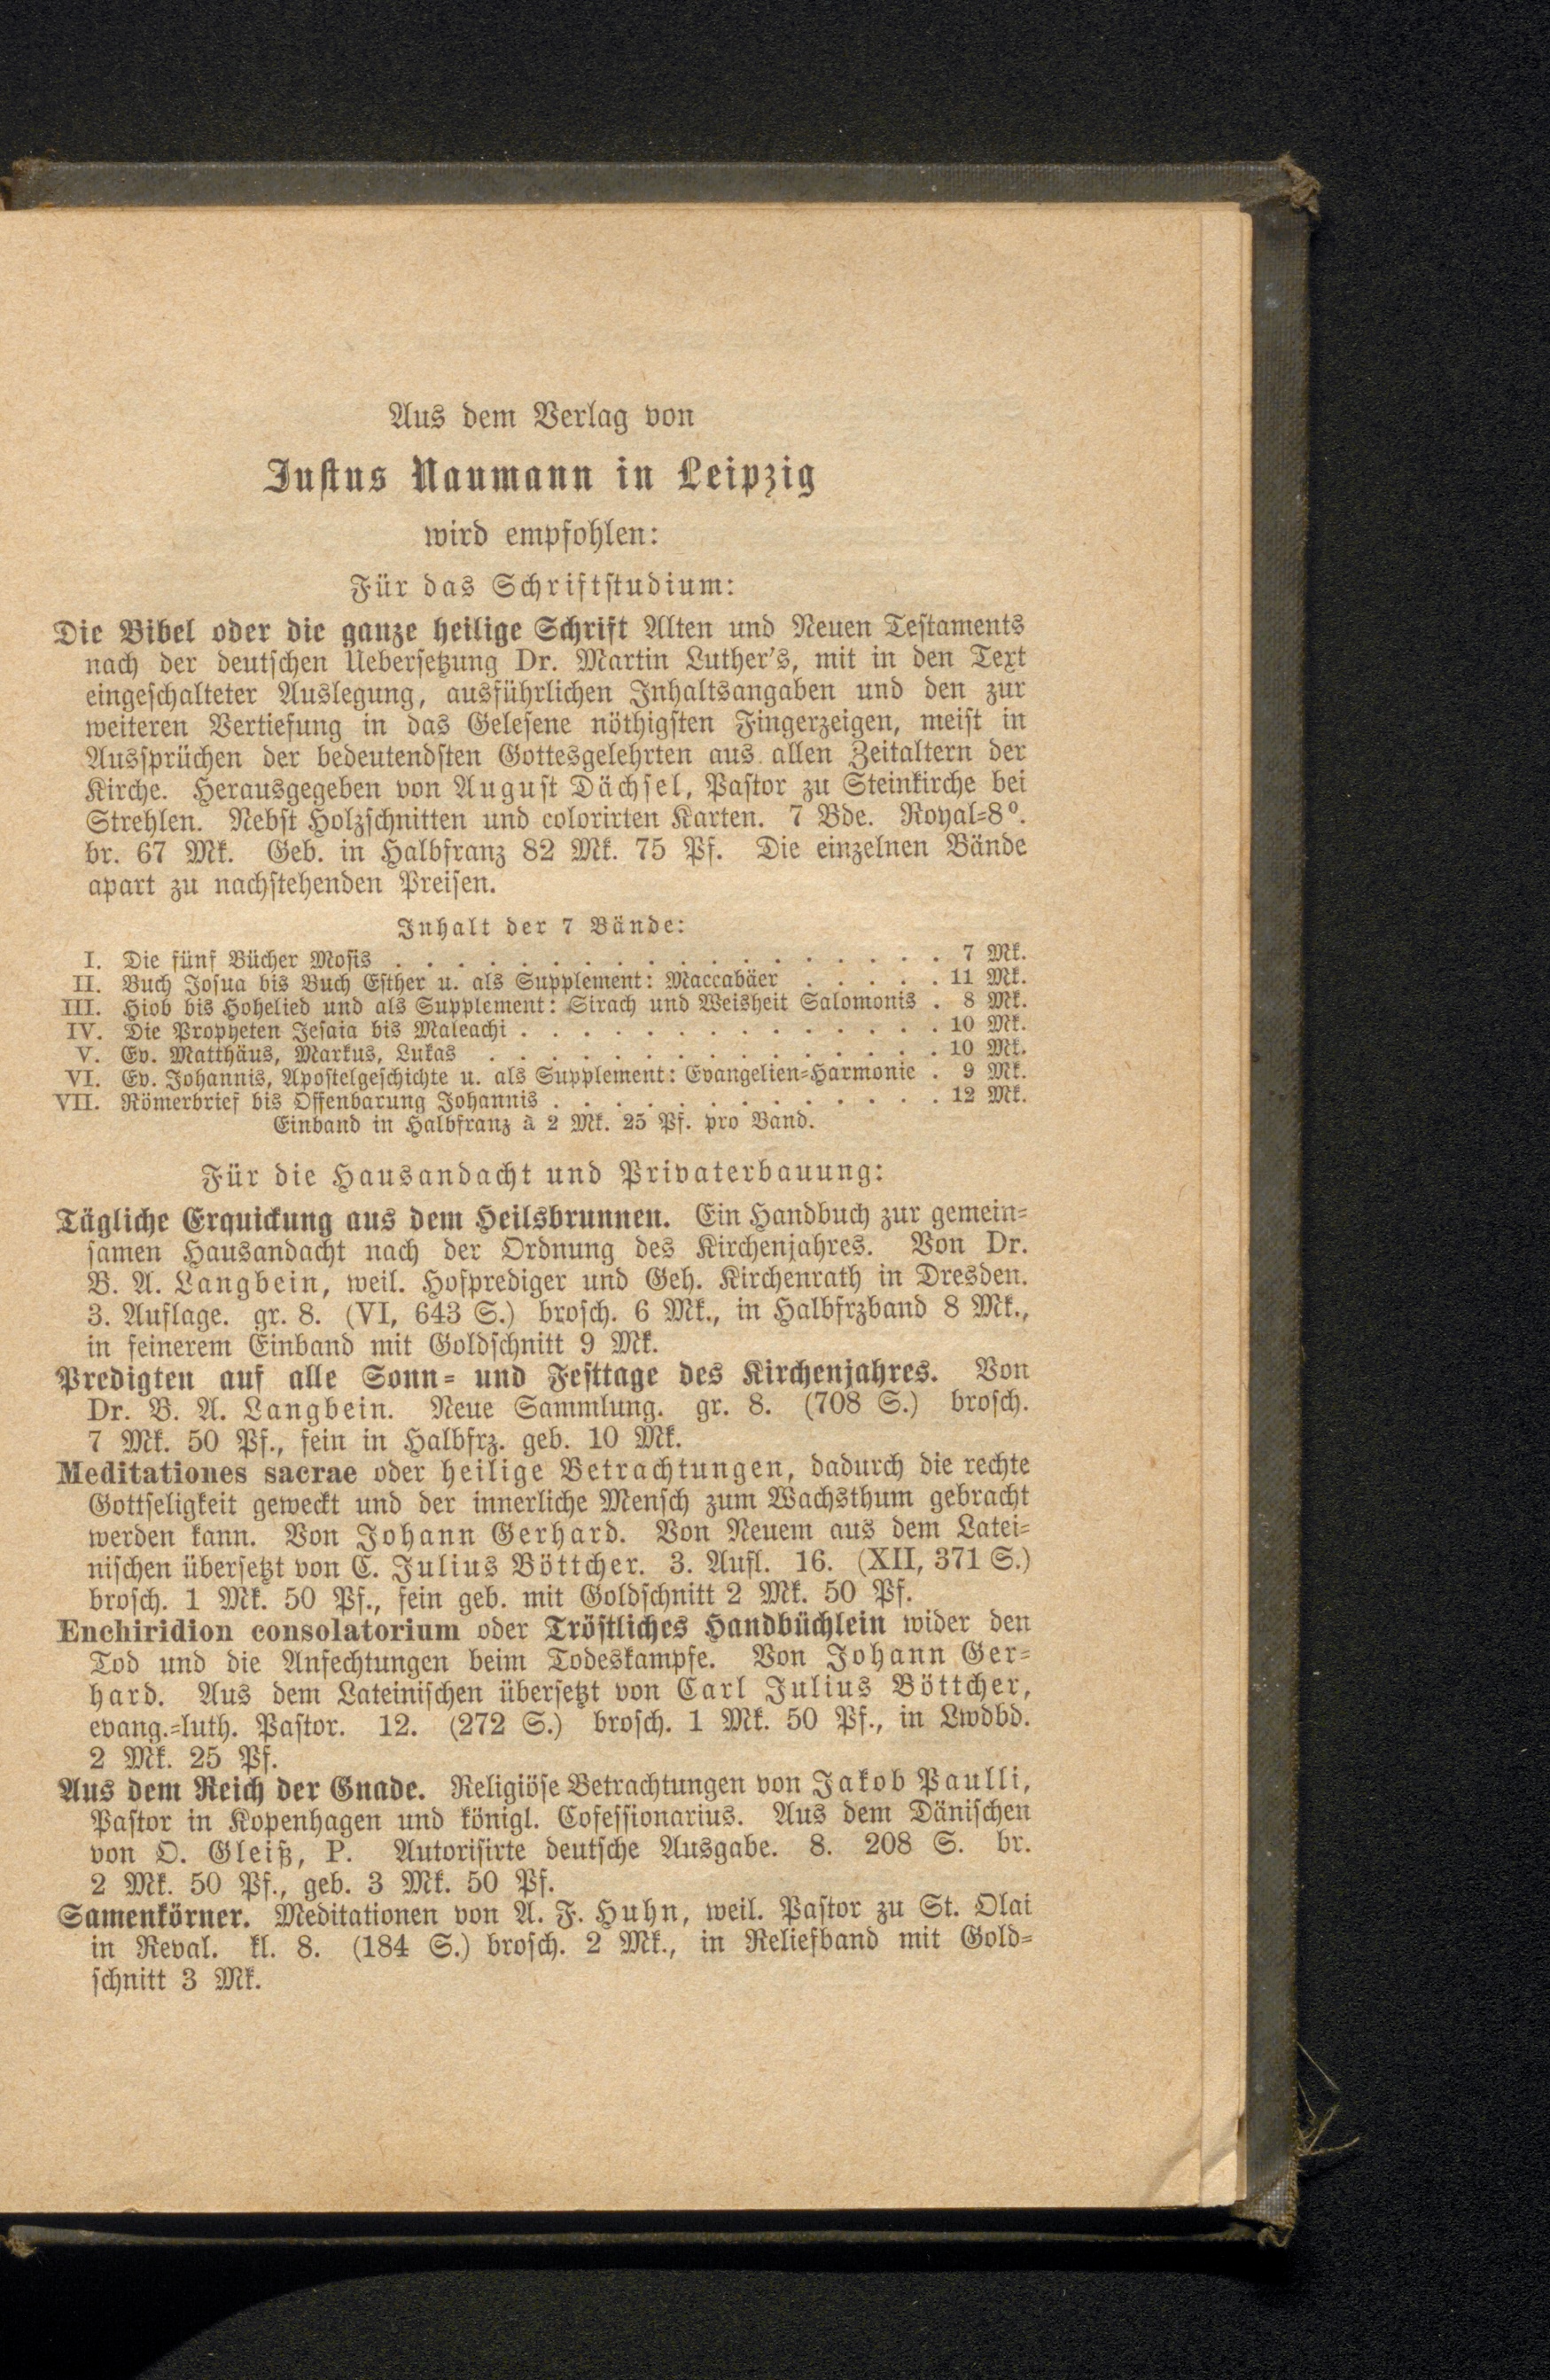 Aus dem Verlag von
Justus Naumann in Leipzig
wird empfohlen:
Für das Schriftstudium:
Die Bibel oder die ganze heilige Schrift Alten und Neuen Testaments
nach der deutschen Uebersetzung Dr. Martin Luther's, mit in den Text
eingeschalteter Auslegung, ausführlichen Inhaltsangaben und den zur
weiteren Vertiefung in das Gelesene nöthigsten Fingerzeigen, meist in
Aussprüchen der bedeutendsten Gottesgelehrten aus allen Zeitaltern der
Kirche. Herausgegeben von August Dächsel, Pastor zu Steinkirche bei
Strehlen. Nebst Holzschnitten und colorirten Karten. 7 Bde. Royal=8°.
br. 67 Mk. Geb. in Halbfranz 82 Mk. 75 Pf. Die einzelnen Bände
apart zu nachstehenden Preisen.
Inhalt der 7 Bände:
I. Die fünf Bücher Mosis . . . . . . . . . . . . . . . . . . 7 Mk.
II. Buch Josua bis Buch Esther u. als Supplement: Maccabäer . . . . . 11 Mk.
III. Hiob bis Hohelied und als Supplement: Sirach und Weisheit Salomonis . 8 Mk.
IV. Die Propheten Jesaia bis Maleachi . . . . . . . . . . . . . . 10 Mk.
V. Ev. Matthäus, Markus, Lukas . . . . . . . . . . . . . . . 10 Mk.
VI. Ev. Johannis, Apostelgeschichte u. als Supplement: Evangelien=Harmonie . 9 Mk.
VII. Römerbrief bis Offenbarung Johannis . . . . . . . . . . . . . 12 Mk.
Einband in Halbfranz à 2 Mk. 25 Pf. pro Band.
Für die Hausandacht und Privaterbauung:
Tägliche Erquickung aus dem Heilsbrunnen. Ein Handbuch zur gemein=
samen Hausandacht nach der Ordnung des Kirchenjahres. Von Dr.
B. A. Langbein, weil. Hofprediger und Geh. Kirchenrath in Dresden.
3. Auflage. gr. 8. (VI, 643 S.) brosch. 6 Mk., in Halbfrzband 8 Mk.,
in feinerem Einband mit Goldschnitt 9 Mk.
Predigten auf alle Sonn= und Festtage des Kirchenjahres. Von
Dr. B. A. Langbein. Neue Sammlung. gr. 8. (708 S.) brosch.
7 Mk. 50 Pf., fein in Halbfrz. geb. 10 Mk.
Meditationes sacrae oder heilige Betrachtungen, dadurch die rechte
Gottseligkeit geweckt und der innerliche Mensch zum Wachsthum gebracht
werden kann. Von Johann Gerhard. Von Neuem aus dem Latei=
nischen übersetzt von C. Julius Böttcher. 3. Aufl. 16. (XII, 371 S.)
brosch. 1 Mk. 50 Pf., fein geb. mit Goldschnitt 2 Mk. 50 Pf.
Enchiridion consolatorium oder Tröstliches Handbüchlein wider den
Tod und die Anfechtungen beim Todeskampfe. Von Johann Ger=
hard. Aus dem Lateinischen übersetzt von Carl Julius Böttcher,
evang.=luth. Pastor. 12. (272 S.) brosch. 1 Mk. 50 Pf., in Lwdbd.
2 Mk. 25 Pf.
Aus dem Reich der Gnade. Religiöse Betrachtungen von Jakob Paulli,
Pastor in Kopenhagen und königl. Cofessionarius. Aus dem Dänischen
von O. Gleiß, P. Autorisirte deutsche Ausgabe. 8. 208 S. br.
2 Mk. 50 Pf., geb. 3 Mk. 50 Pf.
Samenkörner. Meditationen von A. F. Huhn, weil. Pastor zu St. Olai
in Reval. kl. 8. (184 S.) brosch. 2 Mk., in Reliefband mit Gold=
schnitt 3 Mk.